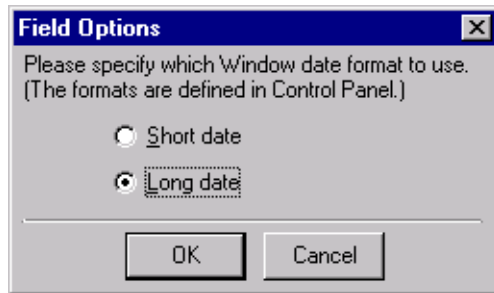 Field Options
Please specify which Window date format to use.
(The formats are defined in Control Panel.)
Short date
Long date
OK Cancel